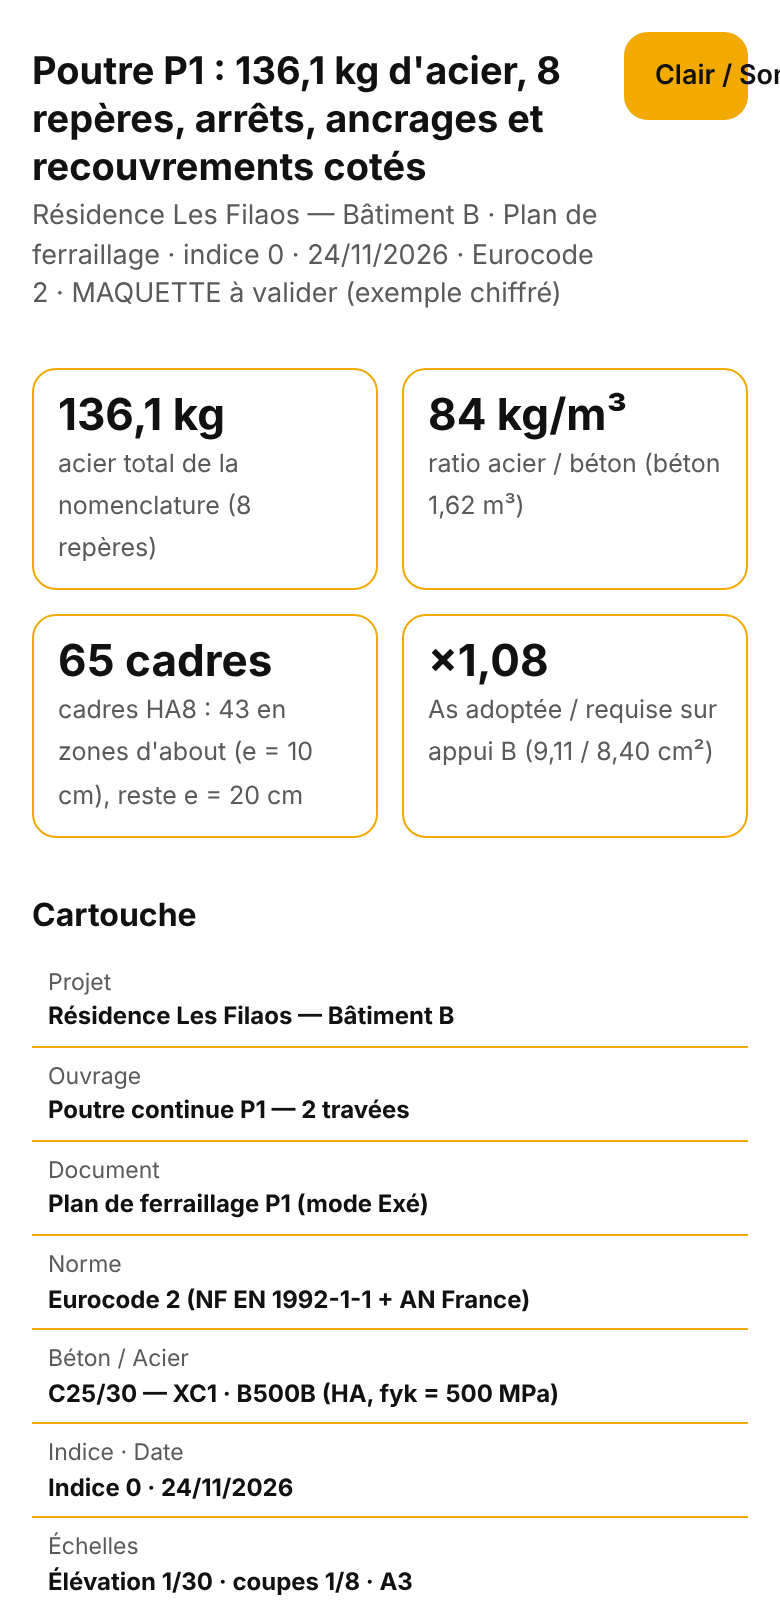 Poutre P1 : 136,1 kg d'acier, 8
repères, arrêts, ancrages et
recouvrements cotés
Clair / Son
Résidence Les Filaos — Bâtiment B · Plan de
ferraillage · indice 0 · 24/11/2026 · Eurocode
2 · MAQUETTE à valider (exemple chiffré)
136,1 kg
acier total de la
nomenclature (8
repères)
84 kg/m³
ratio acier / béton (béton
1,62 m³)
65 cadres
cadres HA8 : 43 en
zones d'about (e = 10
cm), reste e = 20 cm
×1,08
As adoptée / requise sur
appui B (9,11 / 8,40 cm²)
Cartouche
Projet
Résidence Les Filaos — Bâtiment B
Ouvrage
Poutre continue P1 — 2 travées
Document
Plan de ferraillage P1 (mode Exé)
Norme
Eurocode 2 (NF EN 1992-1-1 + AN France)
Béton / Acier
C25/30 — XC1 · B500B (HA, fyk = 500 MPa)
Indice · Date
Indice 0 · 24/11/2026
Échelles
Élévation 1/30 · coupes 1/8 · A3